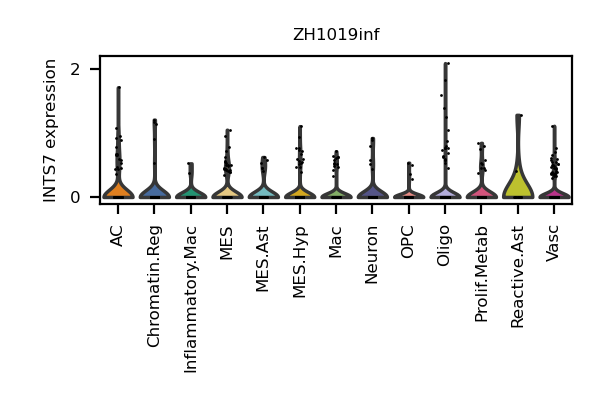 ZH1019inf
INTS7 expression
2
0
AC
Chromatin.Reg
Inflammatory.Mac
MES
MES.Ast
MES.Hyp
Mac
Neuron
OPC
Oligo
Prolif.Metab
Reactive.Ast
Vasc